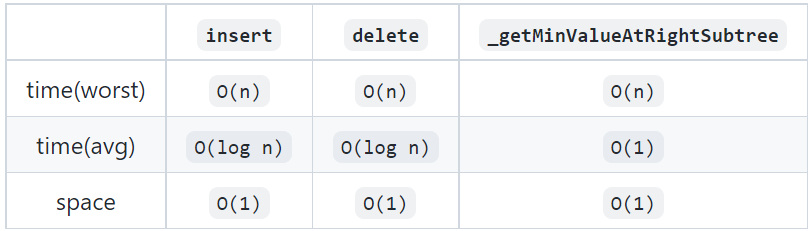 insert delete _getMinValueAtRightSubtree
time(worst) O(n) O(n) O(n)
time(avg) O(log n) O(log n) O(1)
space O(1) O(1) O(1)